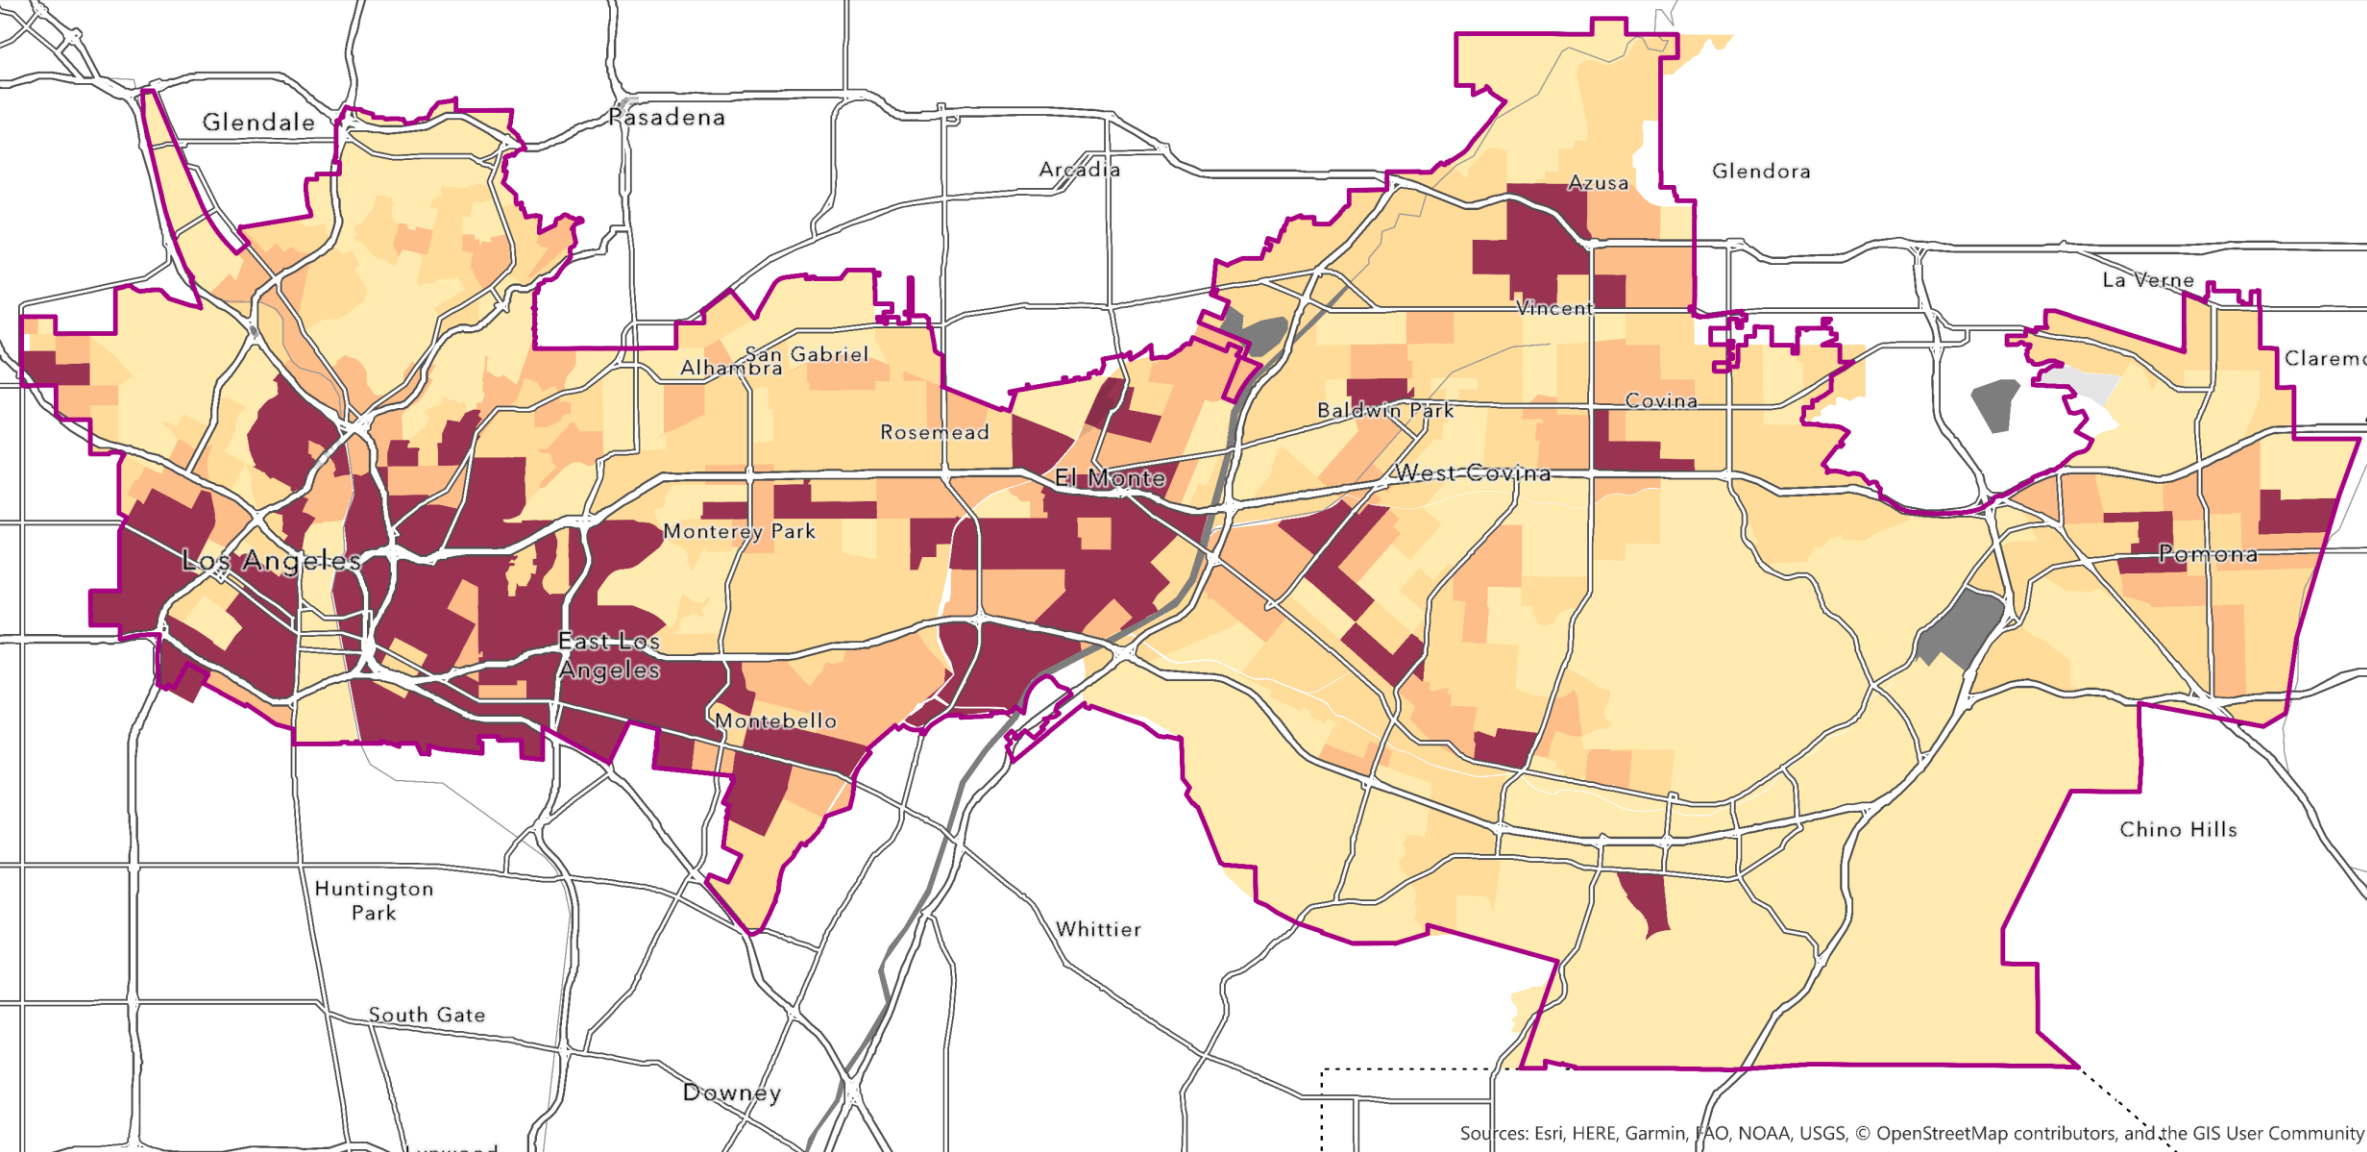 Glendale
Pasadena
Arcadia
Azusa
Glendora
La Verne
Vincent
San Gabriel
Alhambra
Baldwin Park
Covina
Rosemead
El Monte
West Covina
Monterey Park
Los Angeles
Pomona
East Los
Angeles
Montebello
Chino Hills
Huntington
Park
Whittier
South Gate
Downey
Sources: Esri, HERE, Garmin, FAO, NOAA, USGS, © OpenStreetMap contributors, and the GIS User Community